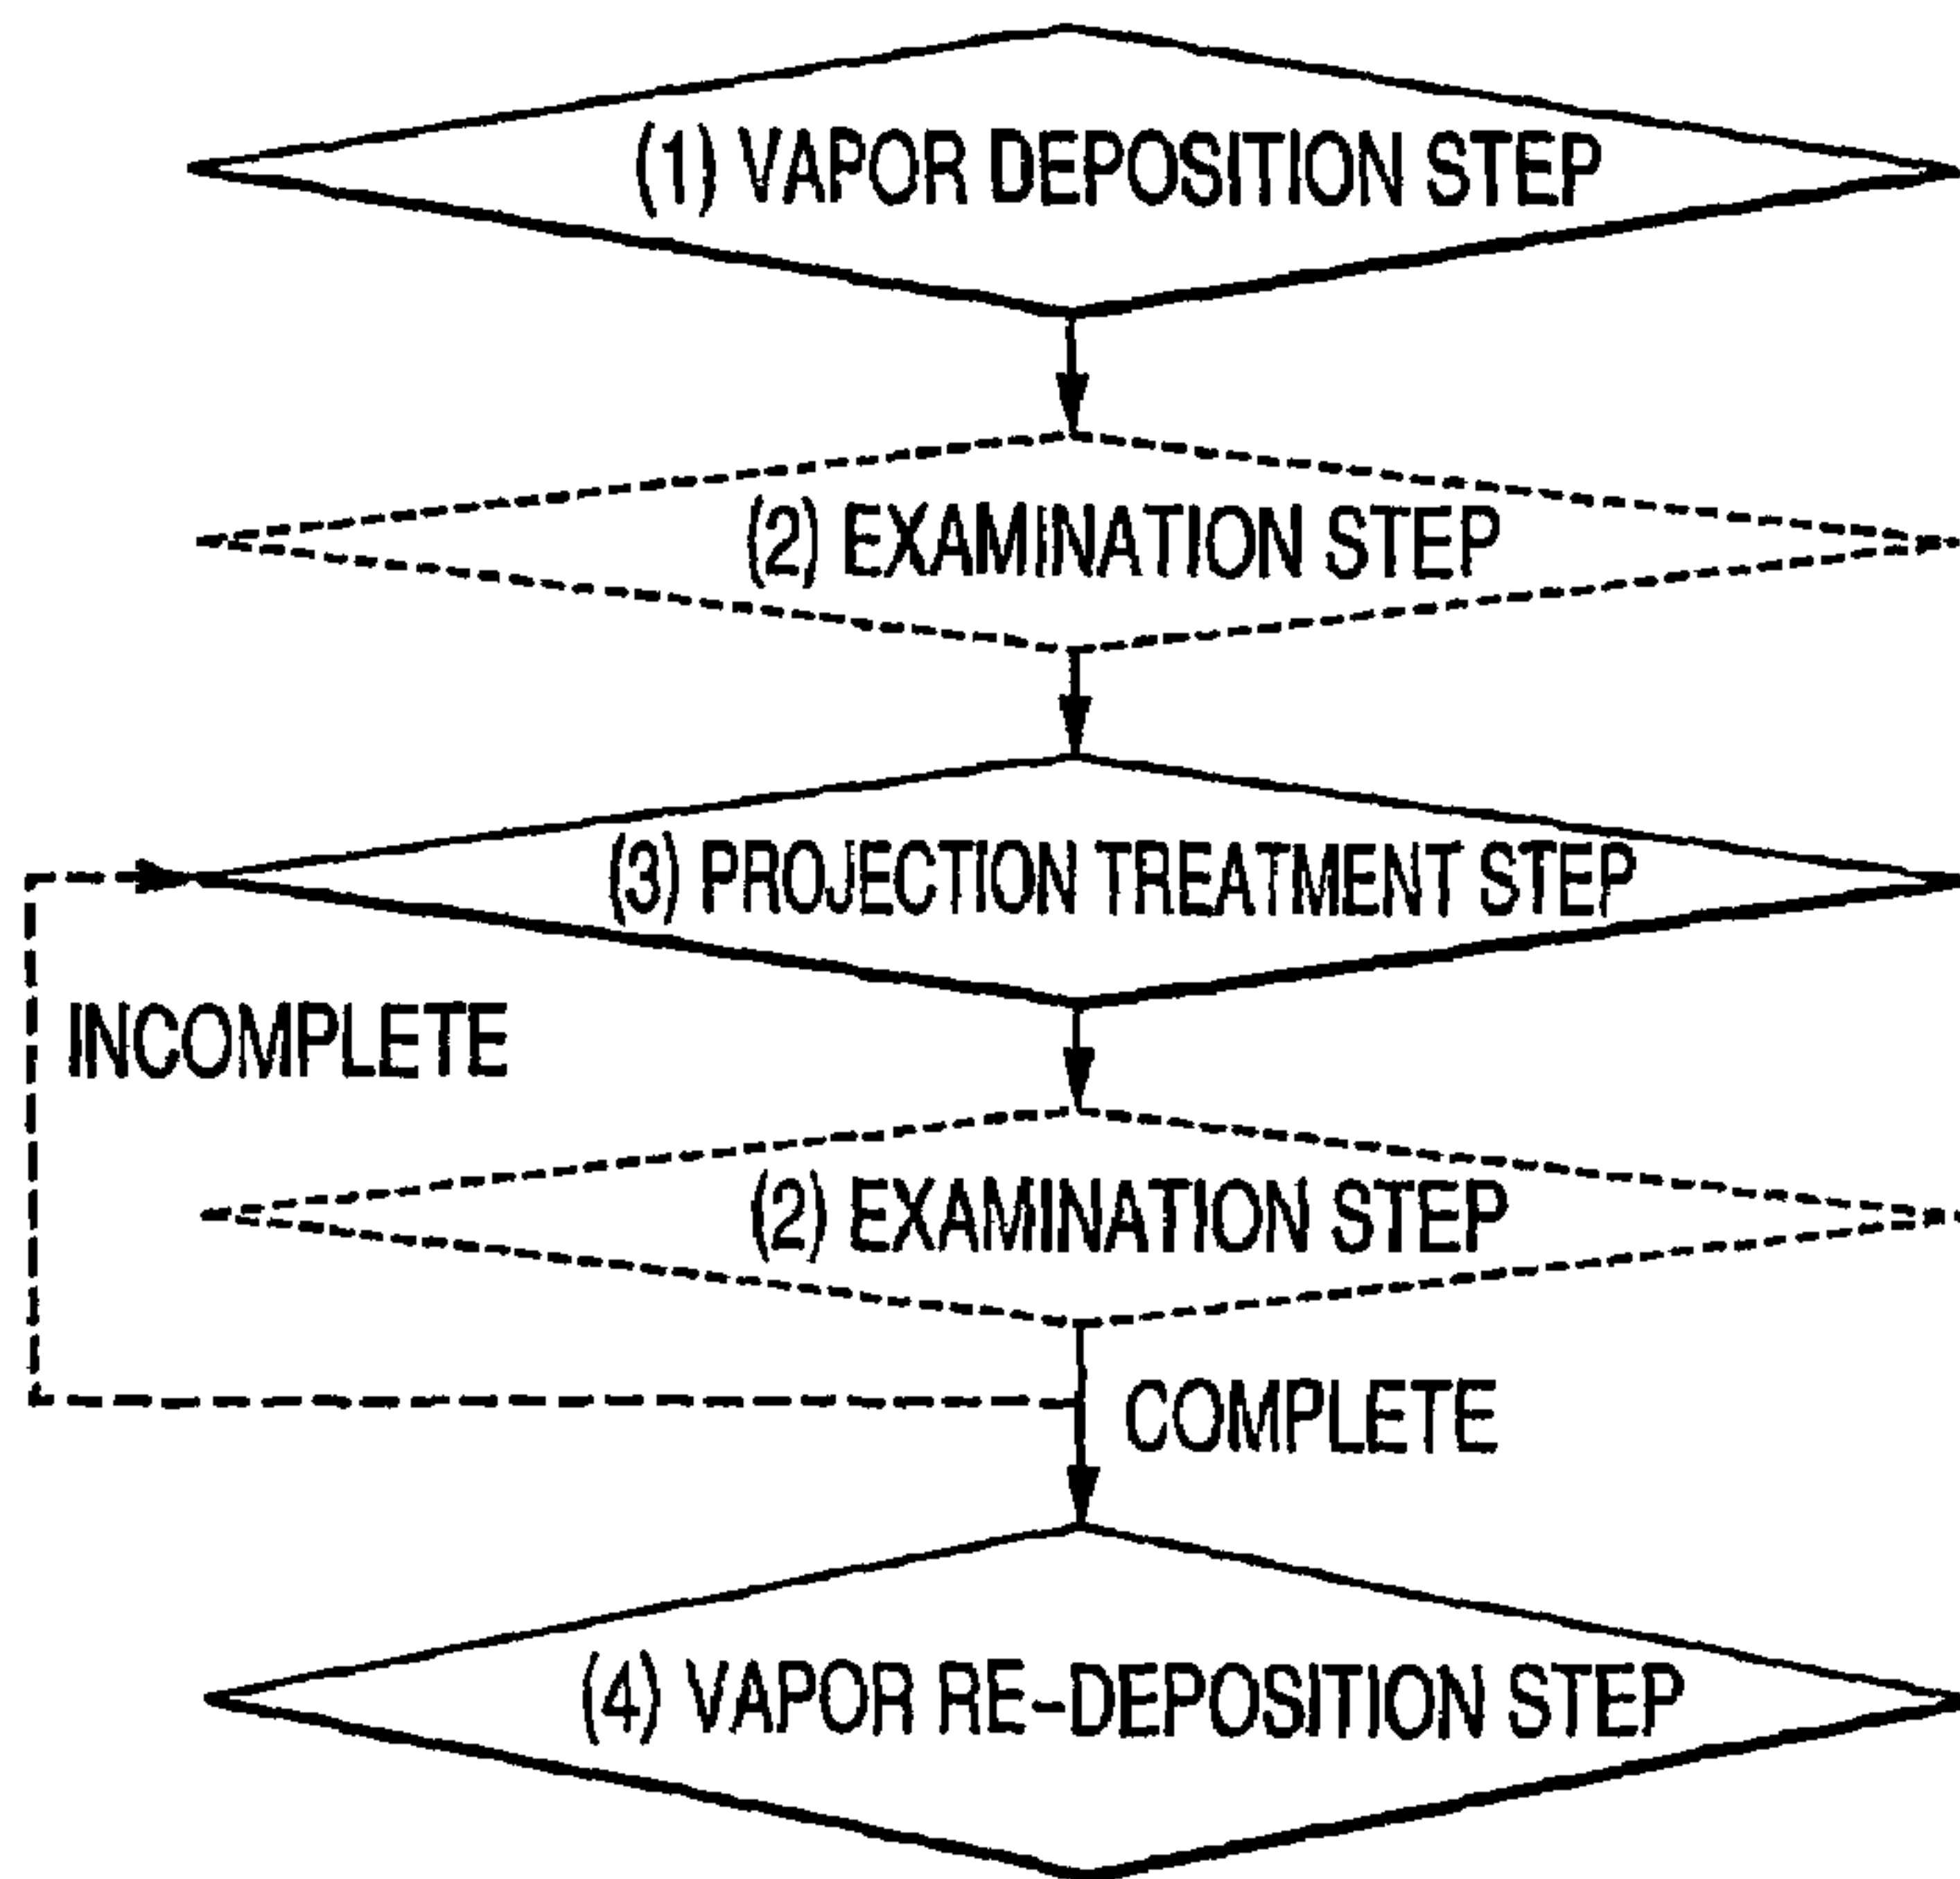 (1) VAPOR DEPOSITION STEP
(2) EXAMINATION STEP
(3) PROJECTION TREATMENT STEP
INCOMPLETE
(2) EXAMINATION STEP
COMPLETE
(4) VAPOR RE-DEPOSITION STEP